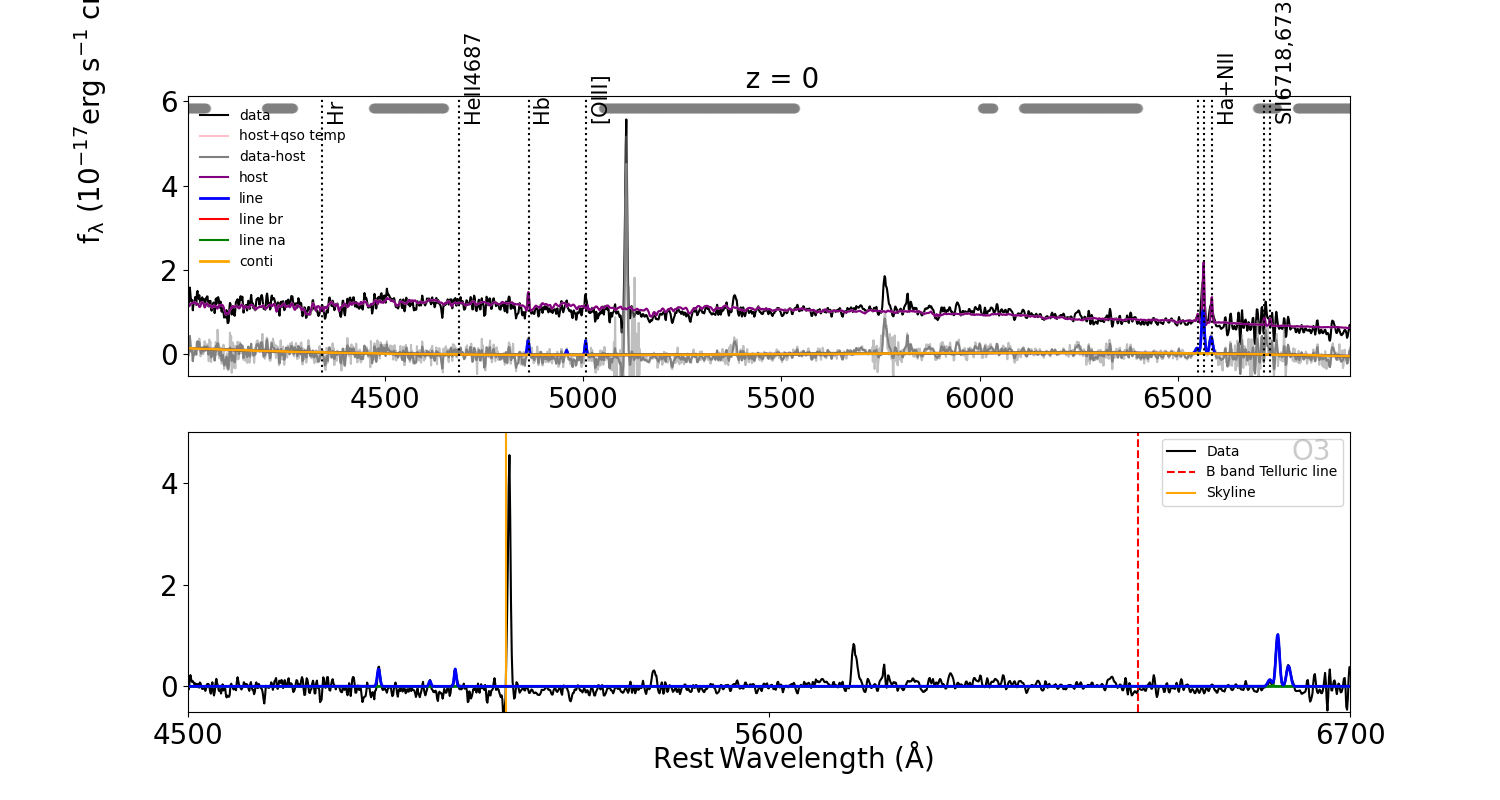 z = 0
f_λ (10^−17 erg s^−1
Hr
HeII4687
Hb
[OIII]
Ha+NII
SII6718,673
6
4
2
0
data
host+qso temp
data-host
host
line
line br
line na
conti
4500
5000
5500
6000
6500
4
2
0
O3
Data
B band Telluric line
Skyline
4500
5600
6700
Rest Wavelength (Å)